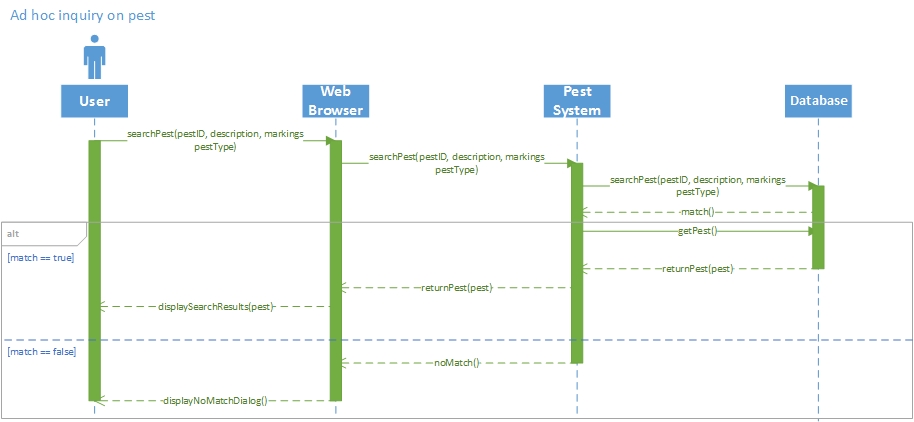 Ad hoc inquiry on pest
User
Web
Browser
Pest
System
Database
searchPest(pestID, description, markings
pestType)
searchPest(pestID, description, markings
pestType)
searchPest(pestID, description, markings
pestType)
match()
alt
getPest()
[match == true]
returnPest(pest)
returnPest(pest)
displaySearchResults(pest)
[match == false]
noMatch()
displayNoMatchDialog()